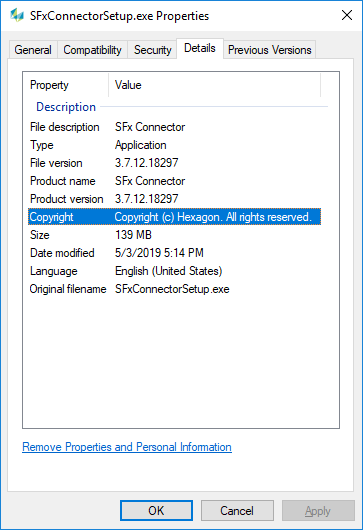 SFxConnectorSetup.exe Properties
General Compatibility Security Details Previous Versions
Property Value
Description
File description SFx Connector
Type Application
File version 3.7.12.18297
Product name SFx Connector
Product version 3.7.12.18297
Copyright Copyright (c) Hexagon. All rights reserved.
Size 139 MB
Date modified 5/3/2019 5:14 PM
Language English (United States)
Original filename SFxConnectorSetup.exe
Remove Properties and Personal Information
OK Cancel Apply